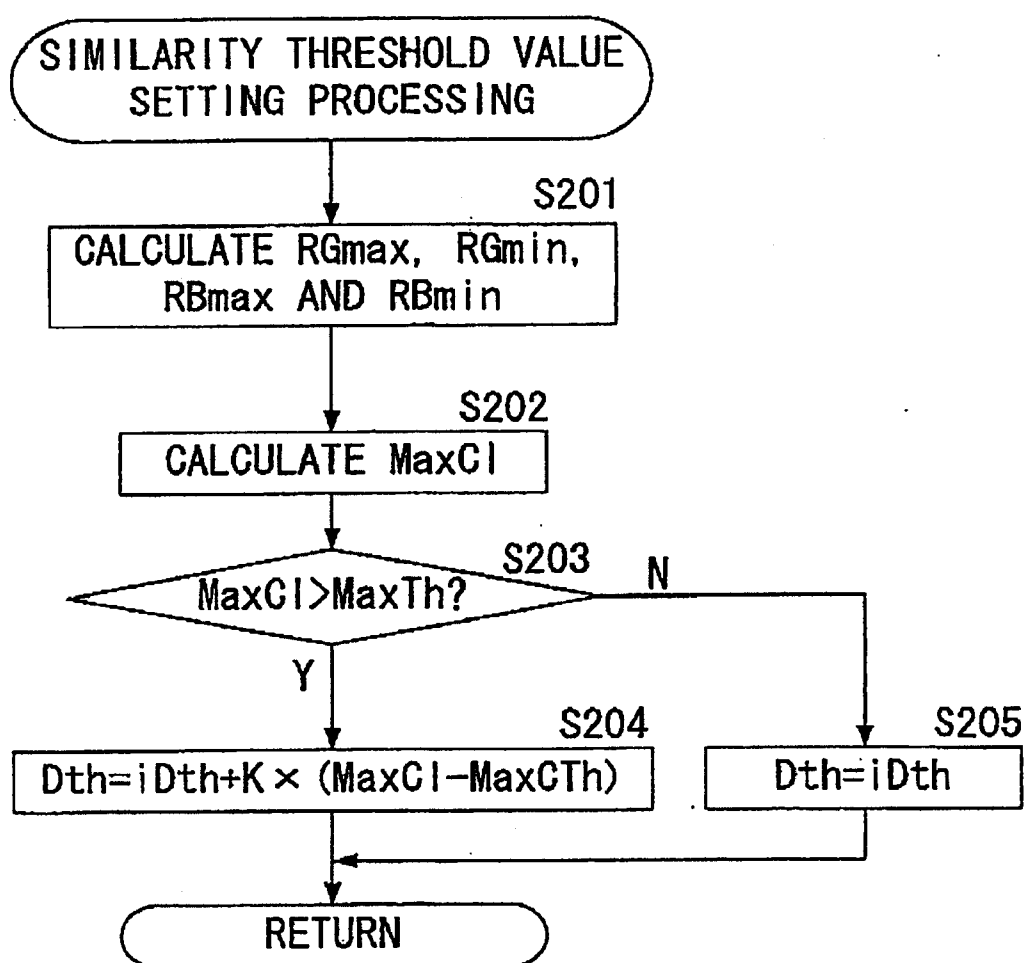 SIMILARITY THRESHOLD VALUE
SETTING PROCESSING
S201
CALCULATE RGmax, RGmin,
RBmax AND RBmin
S202
CALCULATE MaxCl
S203
MaxCl>MaxTh?
N
Y
S204
Dth=iDth+K×(MaxCl-MaxCTh)
S205
Dth=iDth
RETURN